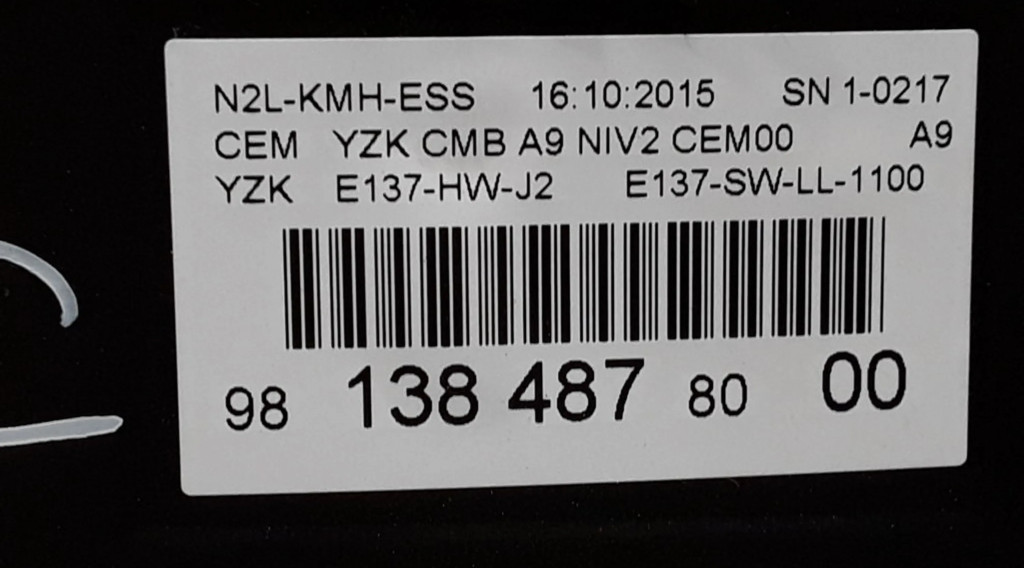 N2L-KMH-ESS 16:10:2015 SN 1-0217
CEM YZK CMB A9 NIV2 CEM00 A9
YZK E137-HW-J2 E137-SW-LL-1100
98 138 487 80 00